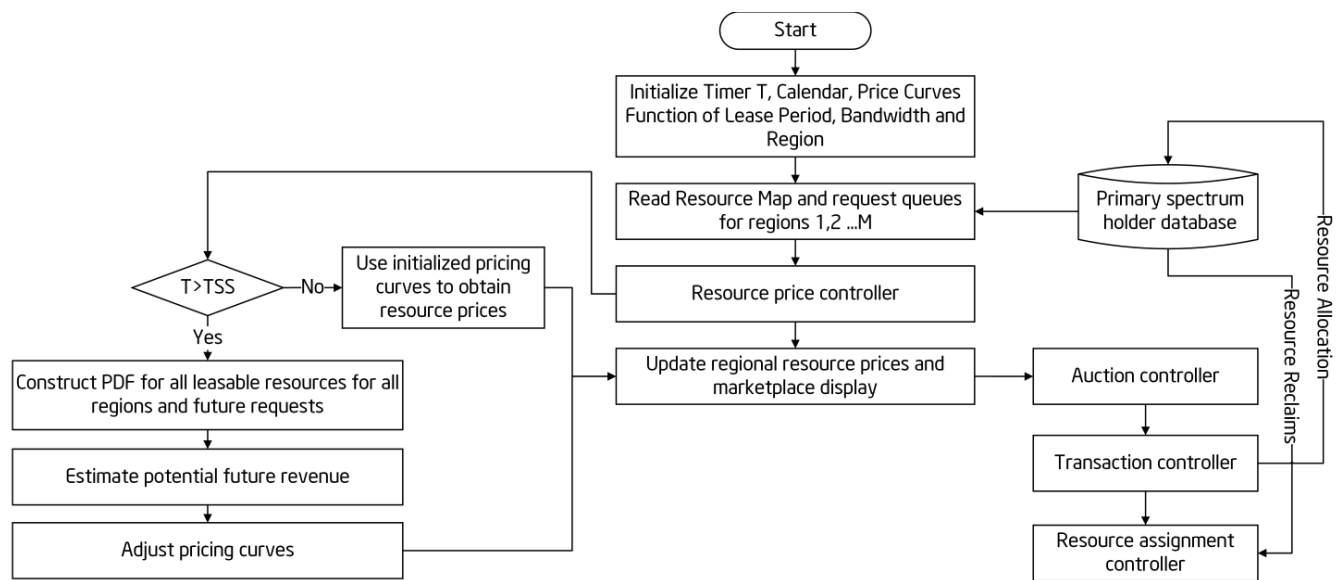 Start
Initialize Timer T, Calendar, Price Curves
Function of Lease Period, Bandwidth and
Region
Read Resource Map and request queues
for regions 1,2 ...M
Primary spectrum
holder database
Resource Allocation
Resource Reclaims
T>TSS
No
Use initialized pricing
curves to obtain
resource prices
Resource price controller
Yes
Construct PDF for all leasable resources for all
regions and future requests
Update regional resource prices and
marketplace display
Auction controller
Estimate potential future revenue
Transaction controller
Adjust pricing curves
Resource assignment
controller